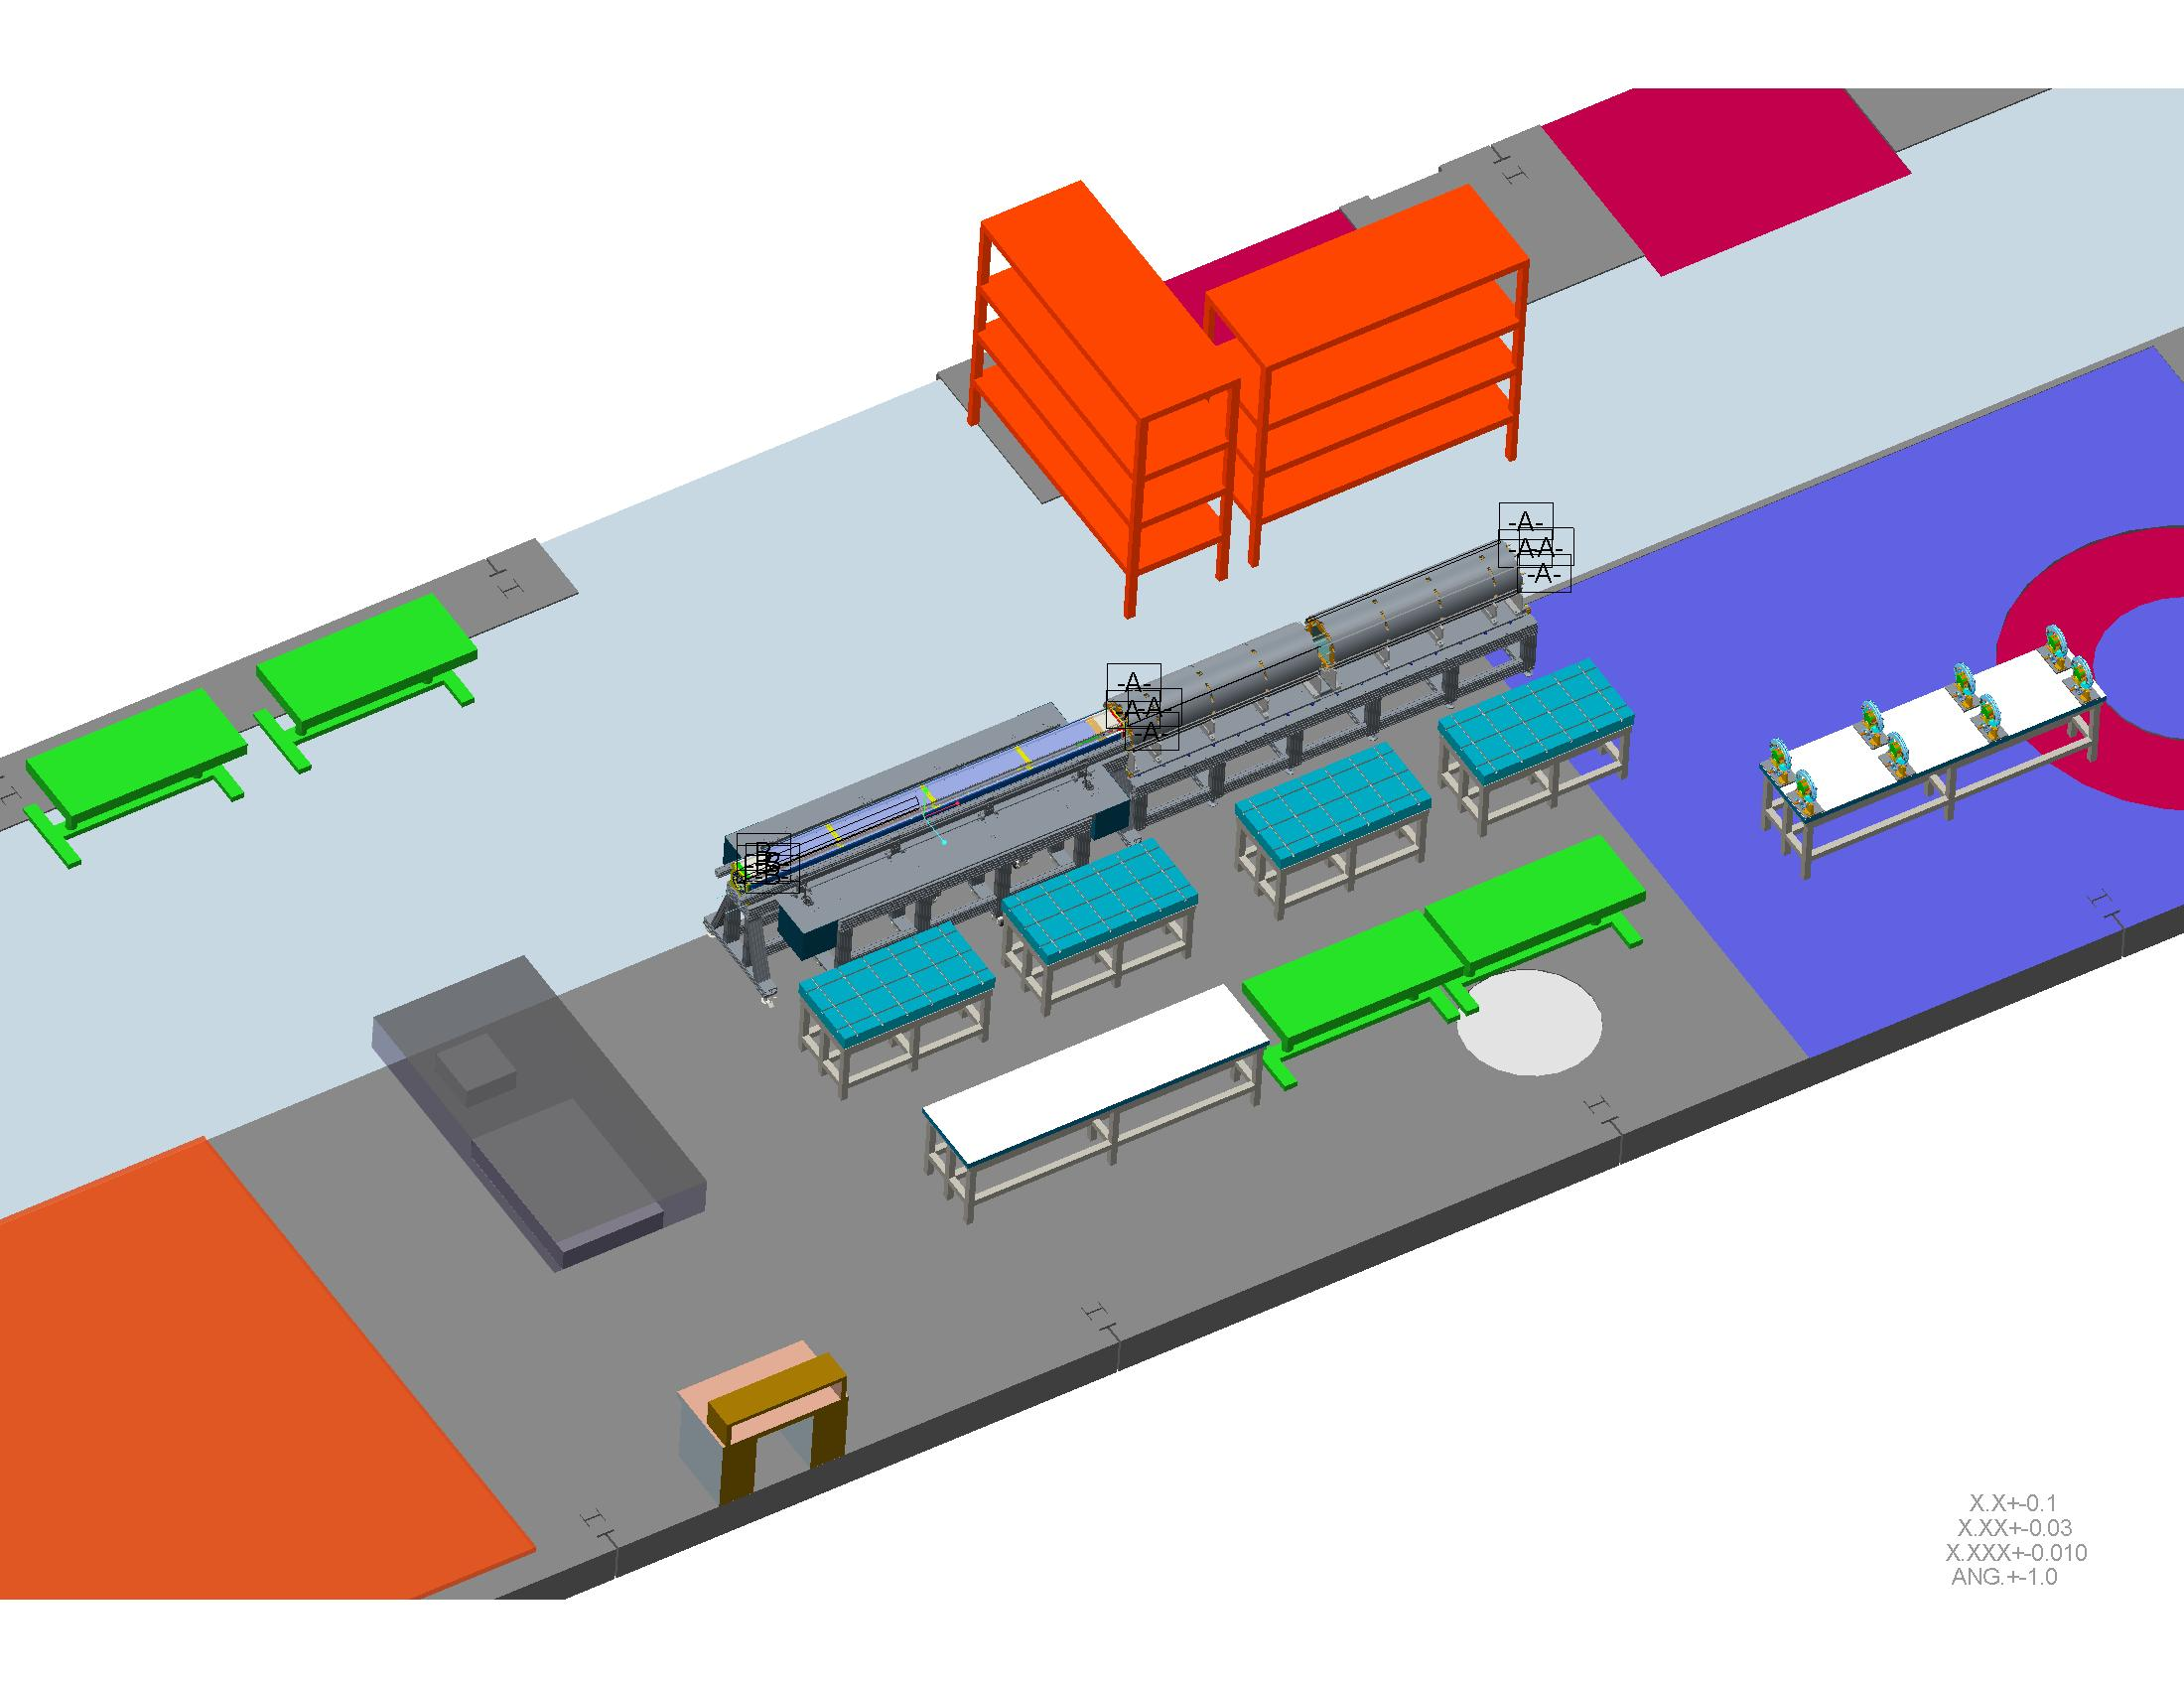 -A-
-A-
A-
-A-
-A-
-A-
A-
-A-
X.X+-0.1
X.XX+-0.03
X.XXX+-0.010
ANG.+-1.0